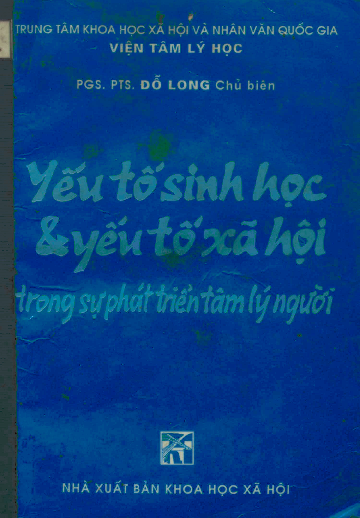 TRUNG TÂM KHOA HỌC XÃ HỘI VÀ NHÂN VĂN QUỐC GIA
VIỆN TÂM LÝ HỌC
PGS. PTS. ĐỖ LONG Chủ biên
Yếu tố sinh học
& yếu tố xã hội
trong sự phát triển tâm lý người
NHÀ XUẤT BẢN KHOA HỌC XÃ HỘI